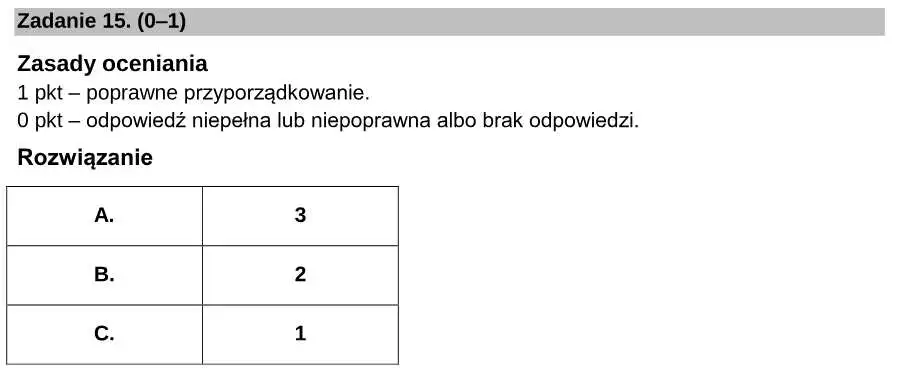 Zadanie 15. (0–1)
Zasady oceniania
1 pkt – poprawne przyporządkowanie.
0 pkt – odpowiedź niepełna lub niepoprawna albo brak odpowiedzi.
Rozwiązanie
A. 3
B. 2
C. 1